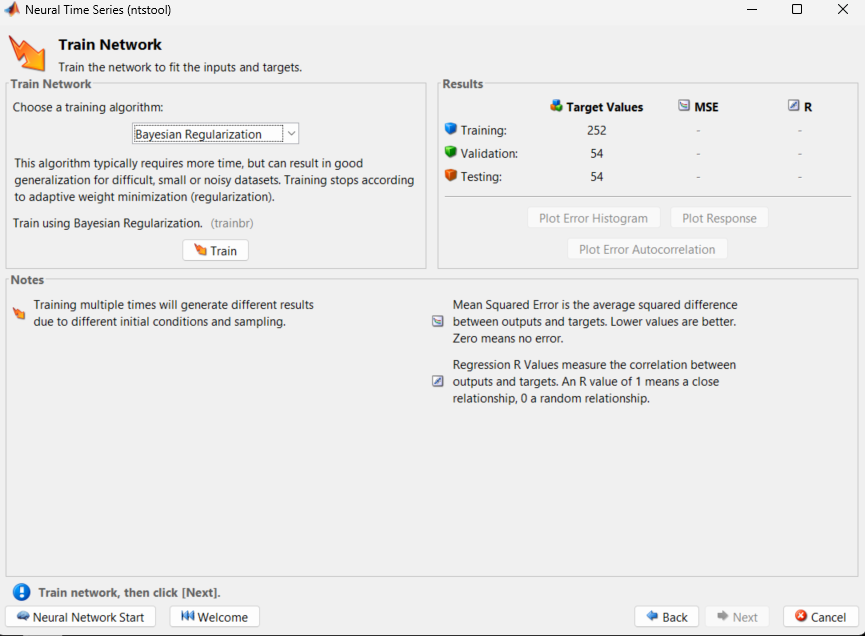 Neural Time Series (ntstool)
Train Network
Train the network to fit the inputs and targets.
Train Network
Choose a training algorithm:
Bayesian Regularization
This algorithm typically requires more time, but can result in good
generalization for difficult, small or noisy datasets. Training stops according
to adaptive weight minimization (regularization).
Train using Bayesian Regularization. (trainbr)
Train
Results
Target Values MSE R
Training: 252 - -
Validation: 54 - -
Testing: 54 - -
Plot Error Histogram Plot Response
Plot Error Autocorrelation
Notes
Training multiple times will generate different results
due to different initial conditions and sampling.
Mean Squared Error is the average squared difference
between outputs and targets. Lower values are better.
Zero means no error.
Regression R Values measure the correlation between
outputs and targets. An R value of 1 means a close
relationship, 0 a random relationship.
Train network, then click [Next].
Neural Network Start Welcome Back Next Cancel